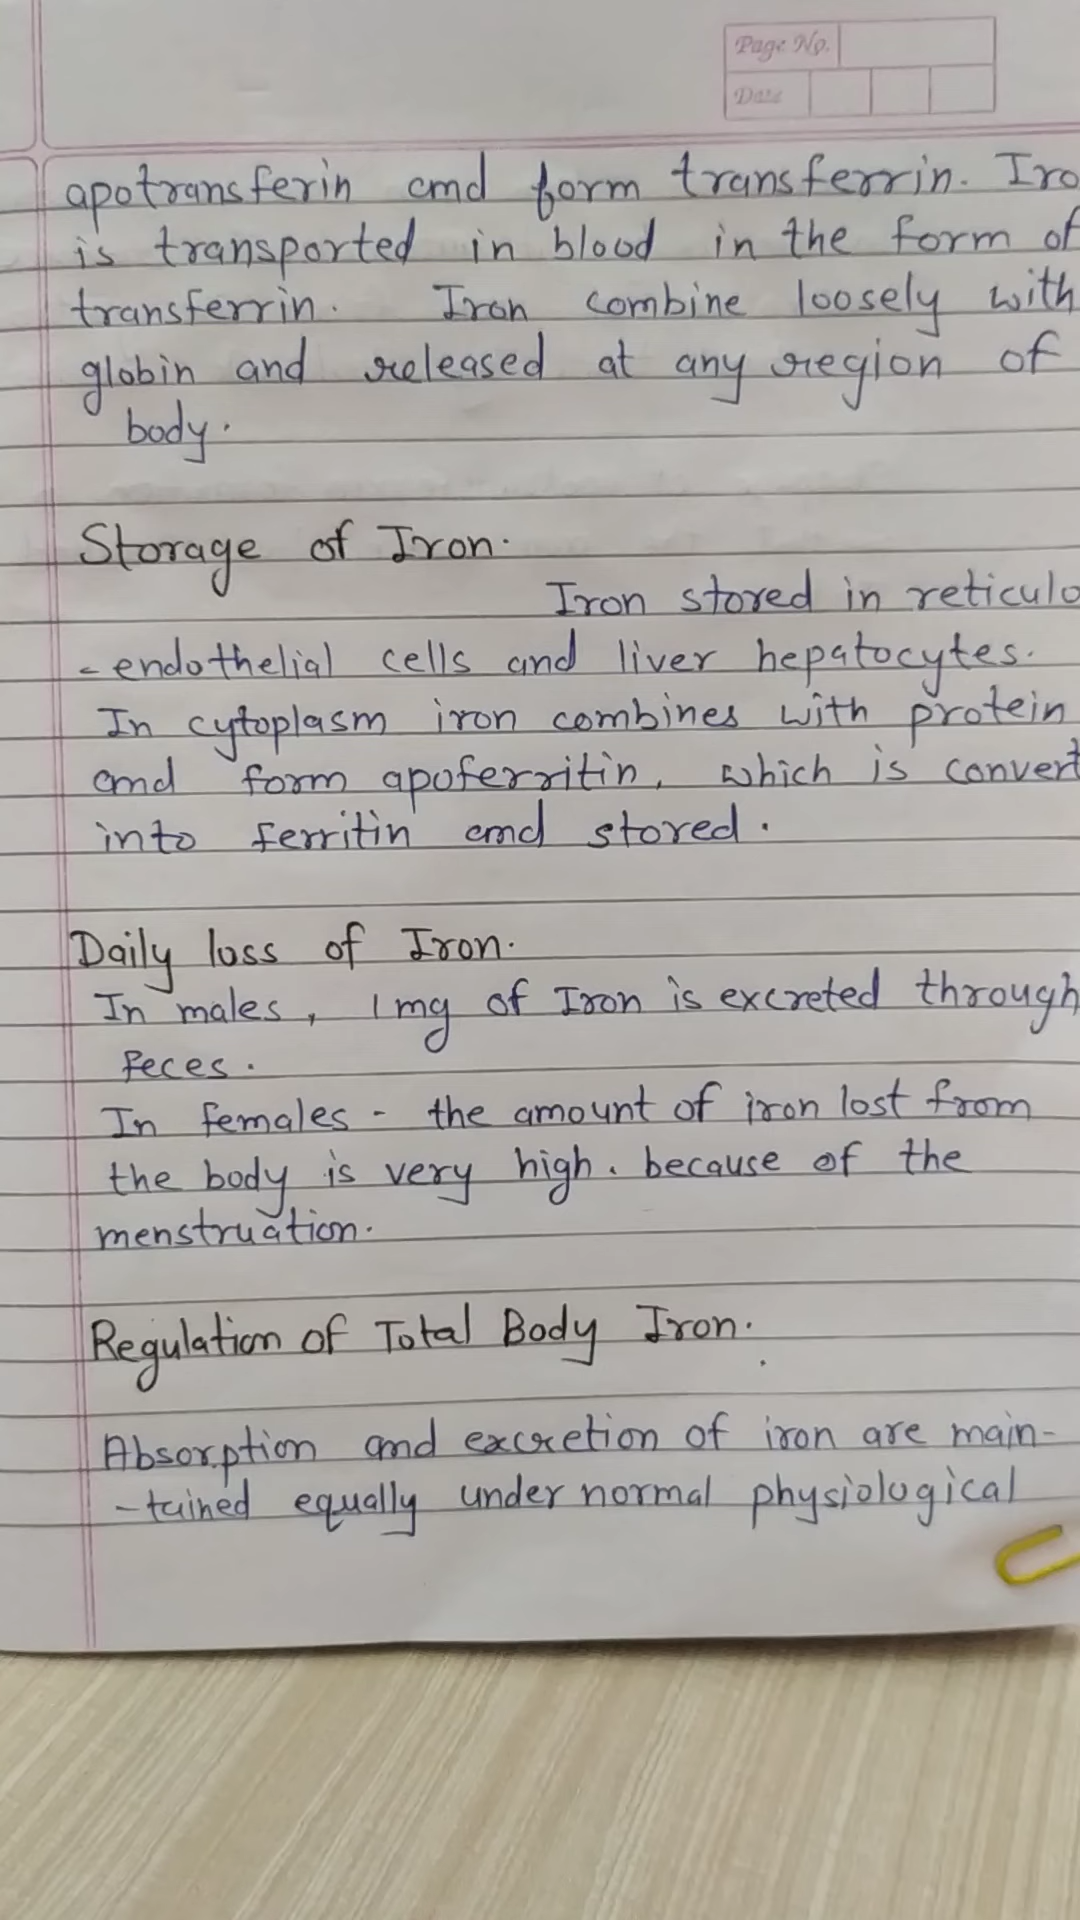 Page No.
Date
apotransferin and form transferrin. Iro
is transported in blood in the form of
transferrin. Iron combine loosely with
globin and released at any region of
body.
Storage of Iron.
Iron stored in reticulo
-endothelial cells and liver hepatocytes.
In cytoplasm iron combines with protein
and form apoferritin, which is convert
into ferritin and stored.
Daily loss of Iron.
In males, 1mg of Iron is excreted through
feces.
In females - the amount of iron lost from
the body is very high. because of the
menstruation.
Regulation of Total Body Iron.
Absorption and excretion of iron are main-
-tained equally under normal physiological